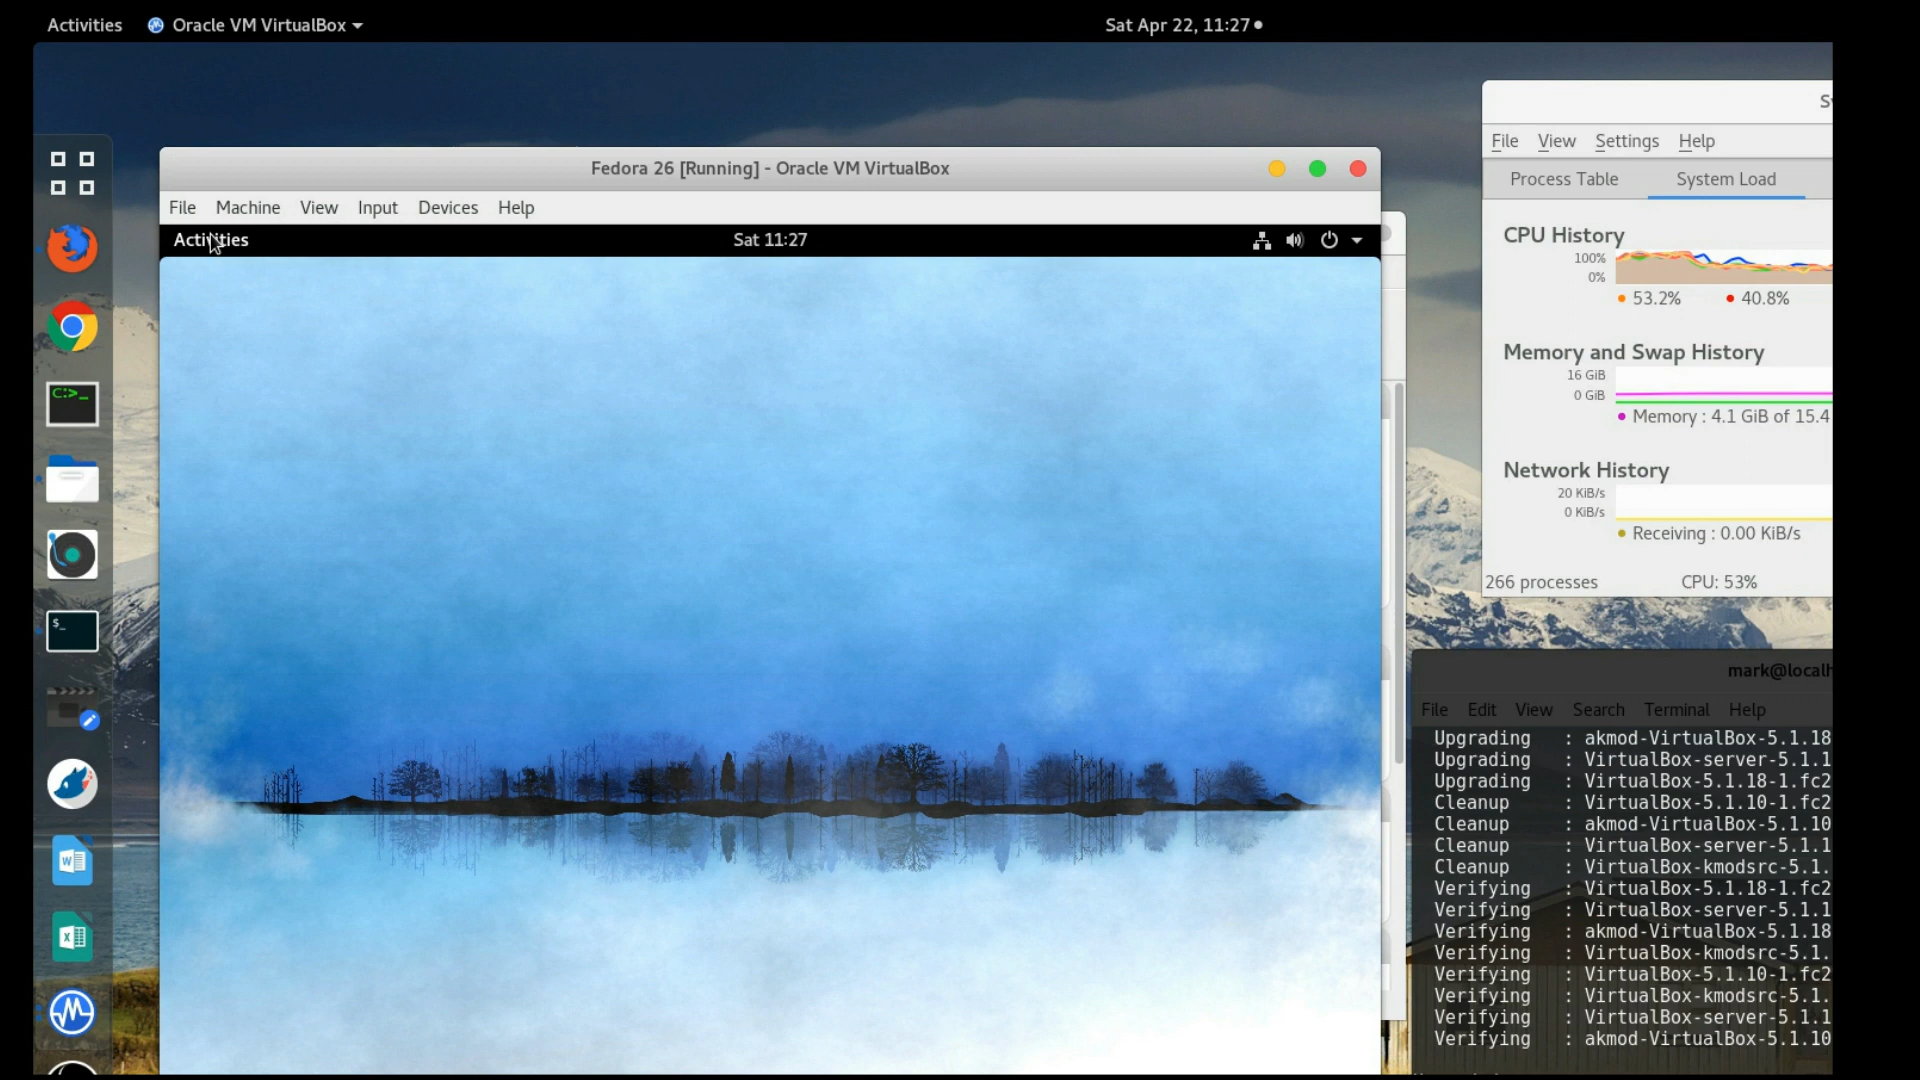 Activities Oracle VM VirtualBox Sat Apr 22, 11:27
Fedora 26 [Running] - Oracle VM VirtualBox
File Machine View Input Devices Help
Activities Sat 11:27
C:>_
$_
W
X
File View Settings Help
Process Table System Load
CPU History
100%
0%
53.2% 40.8%
Memory and Swap History
16 GiB
0 GiB
Memory : 4.1 GiB of 15.4
Network History
20 KiB/s
0 KiB/s
Receiving : 0.00 KiB/s
266 processes CPU: 53%
mark@localh
File Edit View Search Terminal Help
Upgrading : akmod-VirtualBox-5.1.18
Upgrading : VirtualBox-server-5.1.1
Upgrading : VirtualBox-5.1.18-1.fc2
Cleanup : VirtualBox-5.1.10-1.fc2
Cleanup : akmod-VirtualBox-5.1.10
Cleanup : VirtualBox-server-5.1.1
Cleanup : VirtualBox-kmodsrc-5.1.
Verifying : VirtualBox-5.1.18-1.fc2
Verifying : VirtualBox-server-5.1.1
Verifying : akmod-VirtualBox-5.1.18
Verifying : VirtualBox-kmodsrc-5.1.
Verifying : VirtualBox-5.1.10-1.fc2
Verifying : VirtualBox-kmodsrc-5.1.
Verifying : VirtualBox-server-5.1.1
Verifying : akmod-VirtualBox-5.1.10